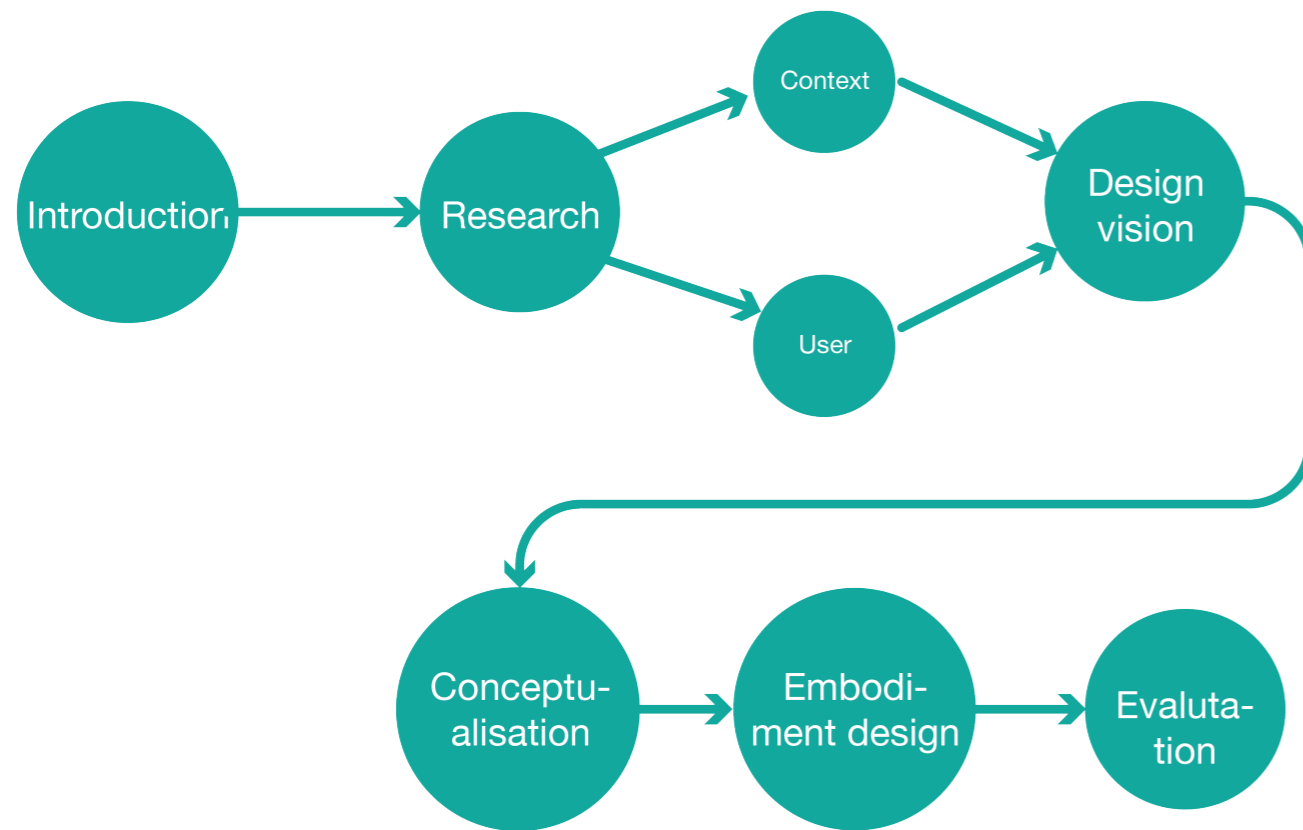 Introduction
Research
Context
User
Design
vision
Conceptu-
alisation
Embodi-
ment design
Evaluta-
tion